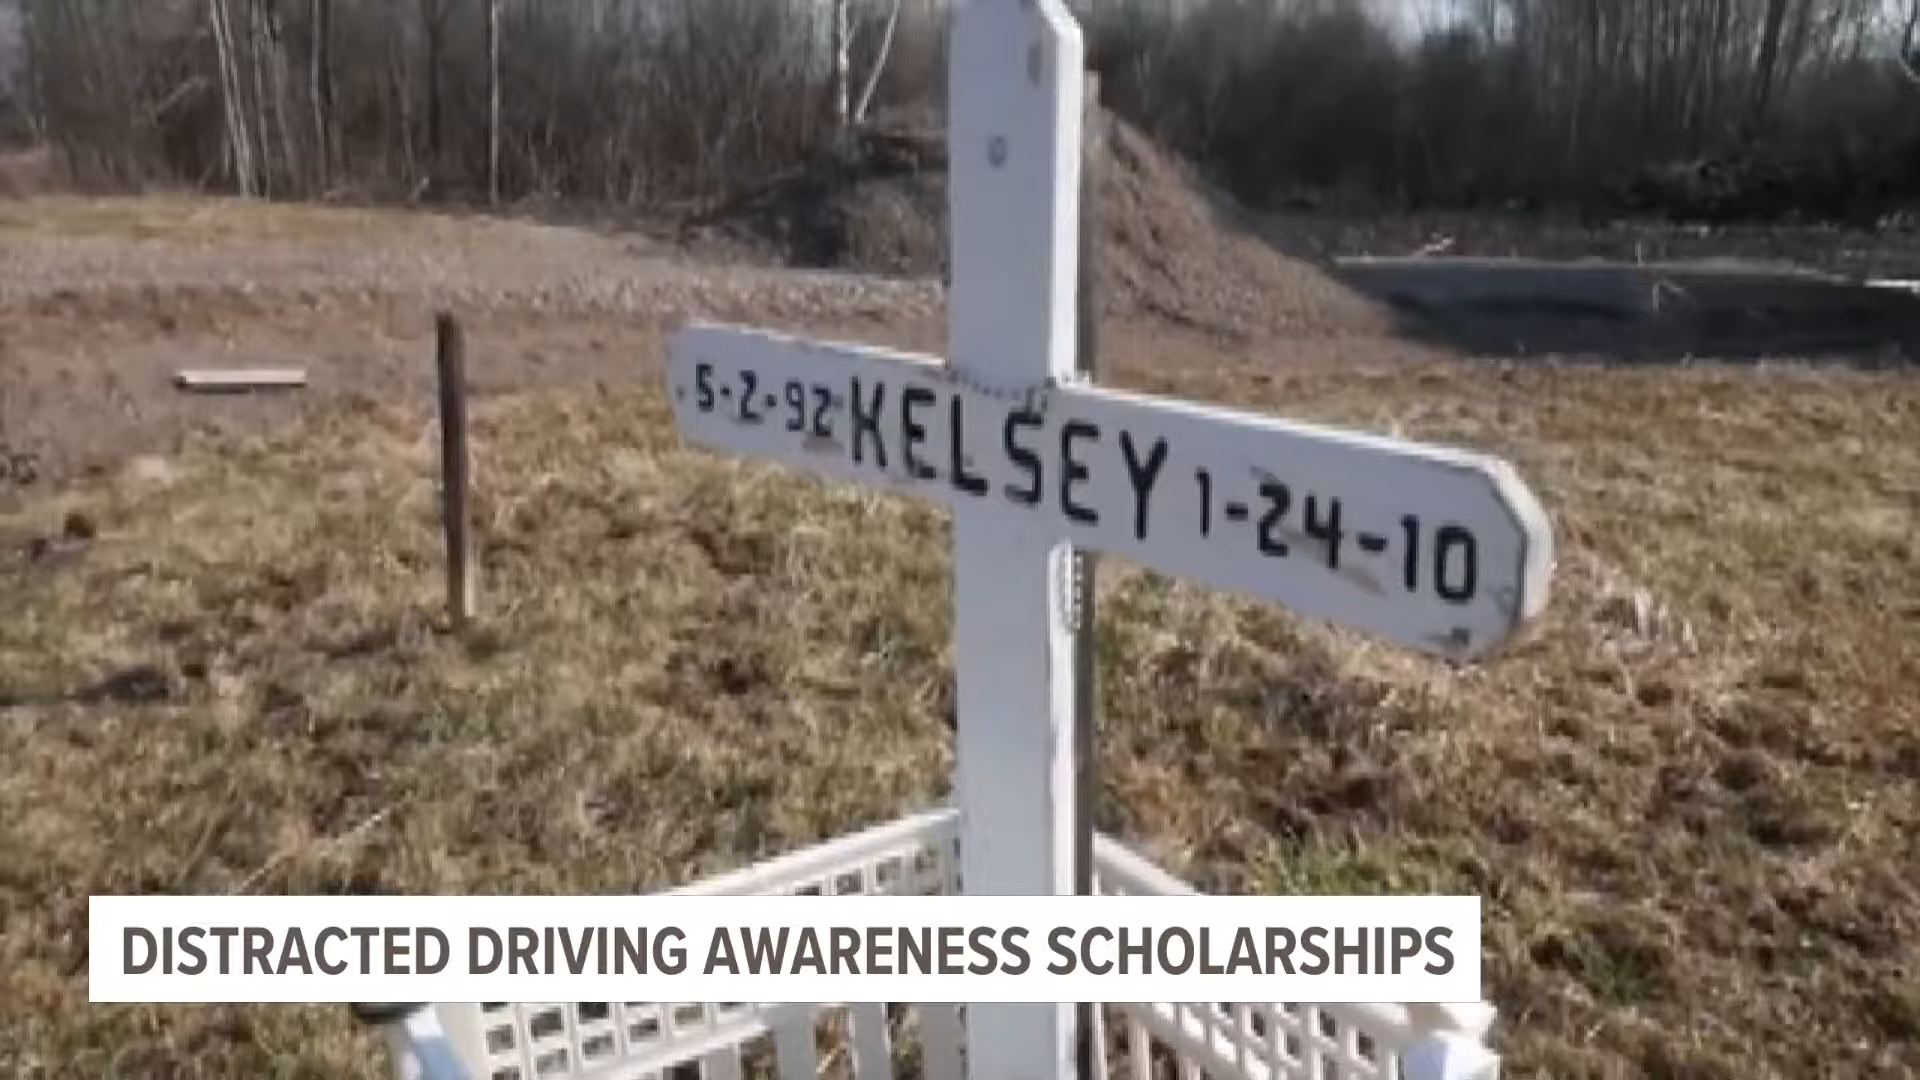 5-2-92 KELSEY 1-24-10
DISTRACTED DRIVING AWARENESS SCHOLARSHIPS